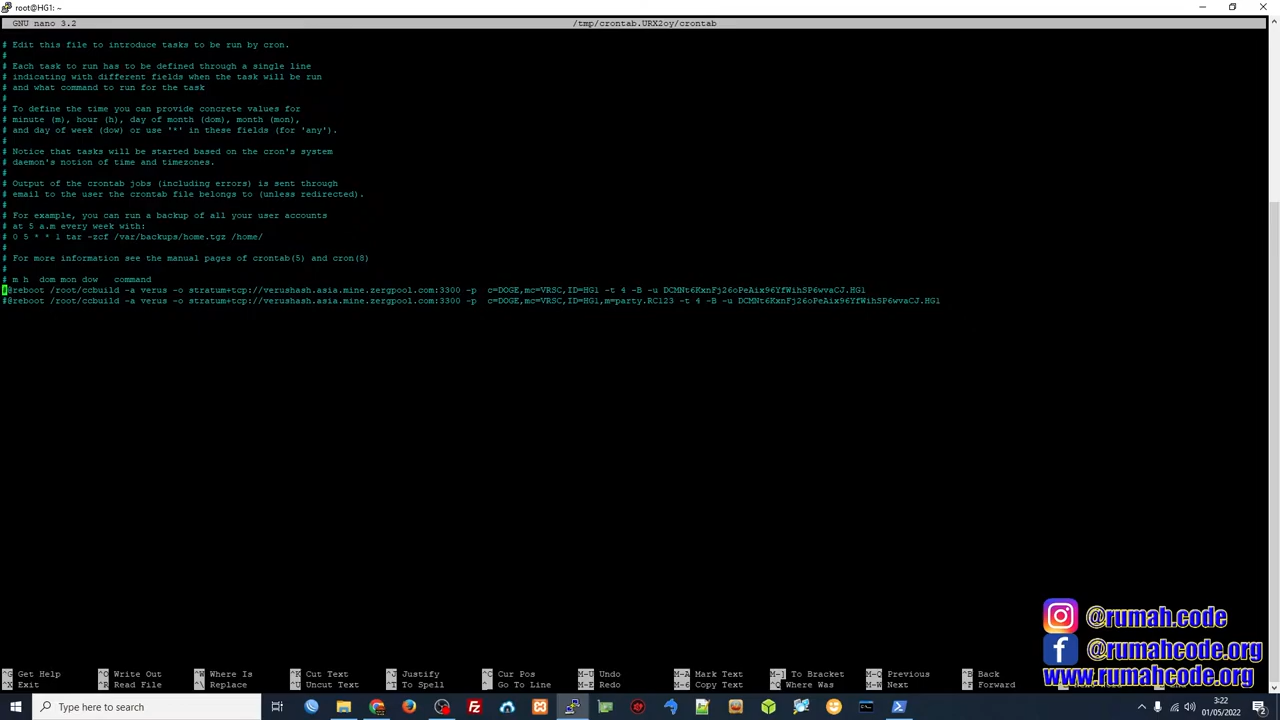 root@HG1: ~
GNU nano 3.2 /tmp/crontab.URX2oy/crontab
# Edit this file to introduce tasks to be run by cron.
#
# Each task to run has to be defined through a single line
# indicating with different fields when the task will be run
# and what command to run for the task
#
# To define the time you can provide concrete values for
# minute (m), hour (h), day of month (dom), month (mon),
# and day of week (dow) or use '*' in these fields (for 'any').
#
# Notice that tasks will be started based on the cron's system
# daemon's notion of time and timezones.
#
# Output of the crontab jobs (including errors) is sent through
# email to the user the crontab file belongs to (unless redirected).
#
# For example, you can run a backup of all your user accounts
# at 5 a.m every week with:
# 0 5 * * 1 tar -zcf /var/backups/home.tgz /home/
#
# For more information see the manual pages of crontab(5) and cron(8)
#
# m h  dom mon dow   command
#@reboot /root/ccbuild -a verus -o stratum+tcp://verushash.asia.mine.zergpool.com:3300 -p  c=DOGE,mc=VRSC,ID=HG1 -t 4 -B -u DCMNt6KxnFj26oPeAix96YfWihSP6wvaCJ.HG1
#@reboot /root/ccbuild -a verus -o stratum+tcp://verushash.asia.mine.zergpool.com:3300 -p  c=DOGE,mc=VRSC,ID=HG1,m=party.RC123 -t 4 -B -u DCMNt6KxnFj26oPeAix96YfWihSP6wvaCJ.HG1
@rumah.code
@rumahcode.org
www.rumahcode.org
^G Get Help ^O Write Out ^W Where Is ^K Cut Text ^J Justify ^C Cur Pos M-U Undo M-A Mark Text M-] To Bracket M-Q Previous ^B Back
^X Exit ^R Read File ^\ Replace ^U Uncut Text ^T To Spell ^_ Go To Line M-E Redo M-6 Copy Text ^Q Where Was M-W Next ^F Forward
Type here to search
3:22
01/05/2022